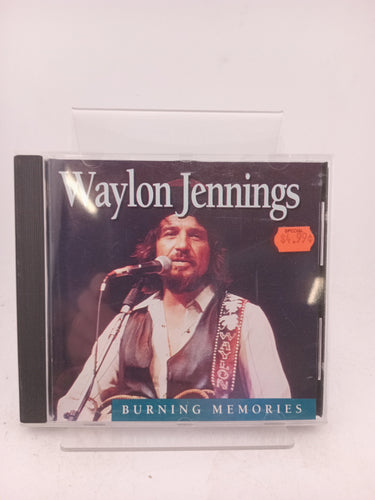 Waylon Jennings
SPECIAL
$4.99¢
WAYLON
BURNING MEMORIES